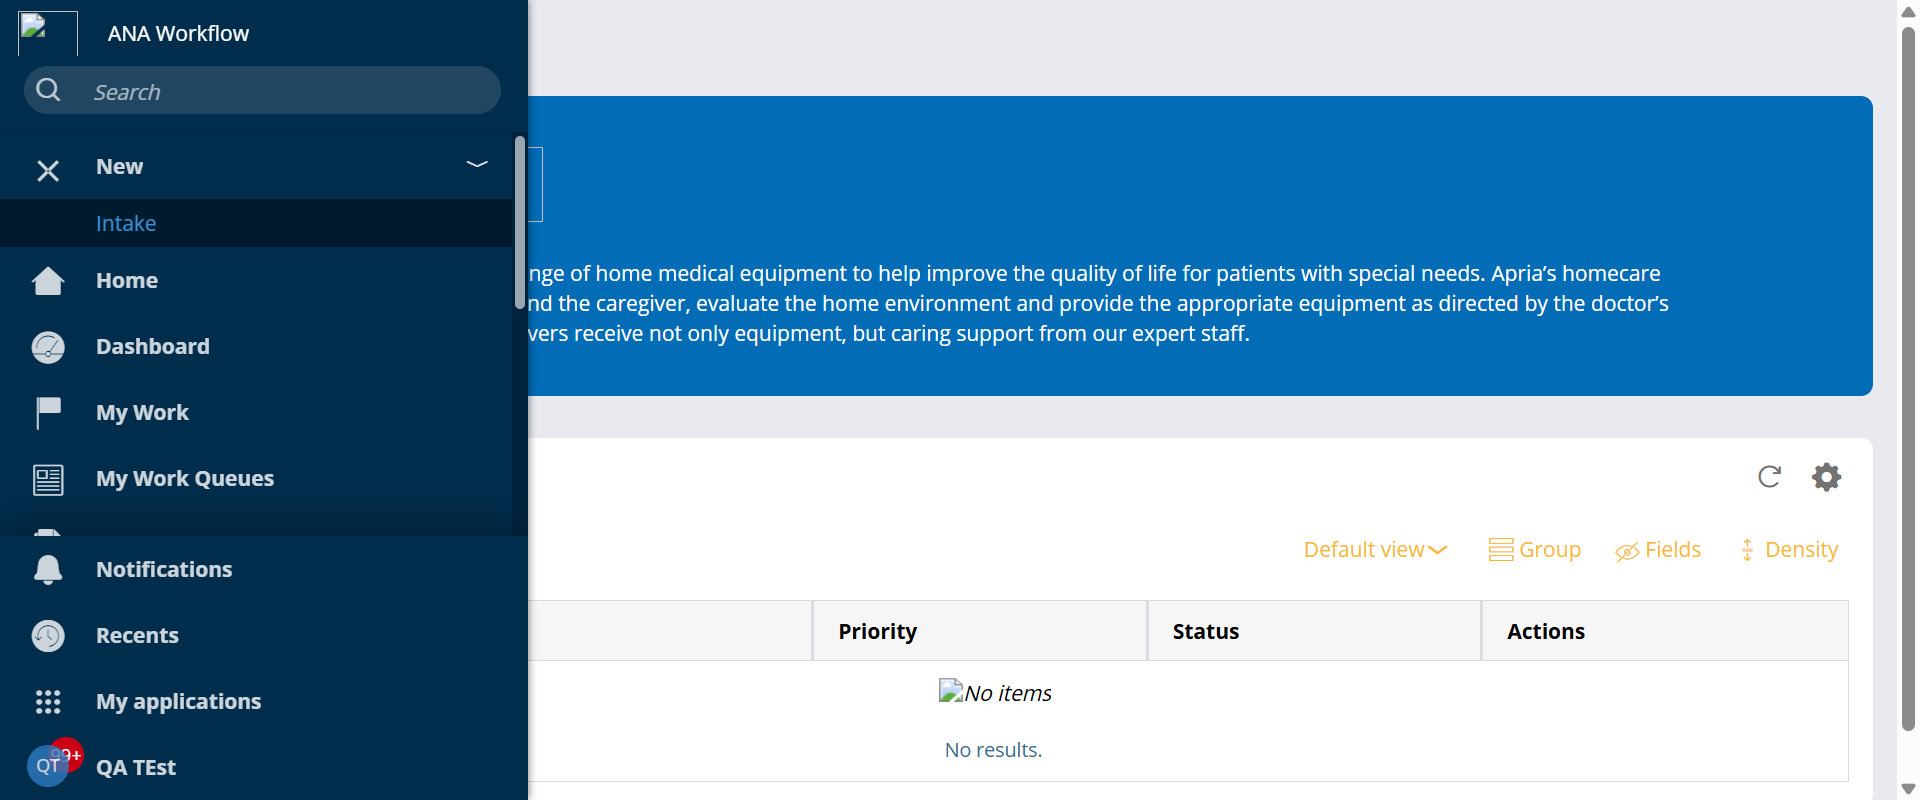 ANA Workflow
Search
New
Intake
Home
Dashboard
My Work
My Work Queues
Notifications
Recents
My applications
99+
QT
QA TEst
nge of home medical equipment to help improve the quality of life for patients with special needs. Apria’s homecare
nd the caregiver, evaluate the home environment and provide the appropriate equipment as directed by the doctor’s
vers receive not only equipment, but caring support from our expert staff.
Default view
Group
Fields
Density
Priority
Status
Actions
No items
No results.